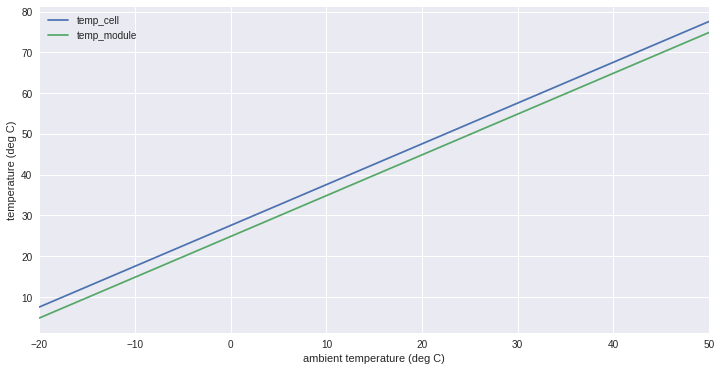 temp_cell
temp_module
80
70
60
50
40
30
20
10
temperature (deg C)
−20 −10 0 10 20 30 40 50
ambient temperature (deg C)